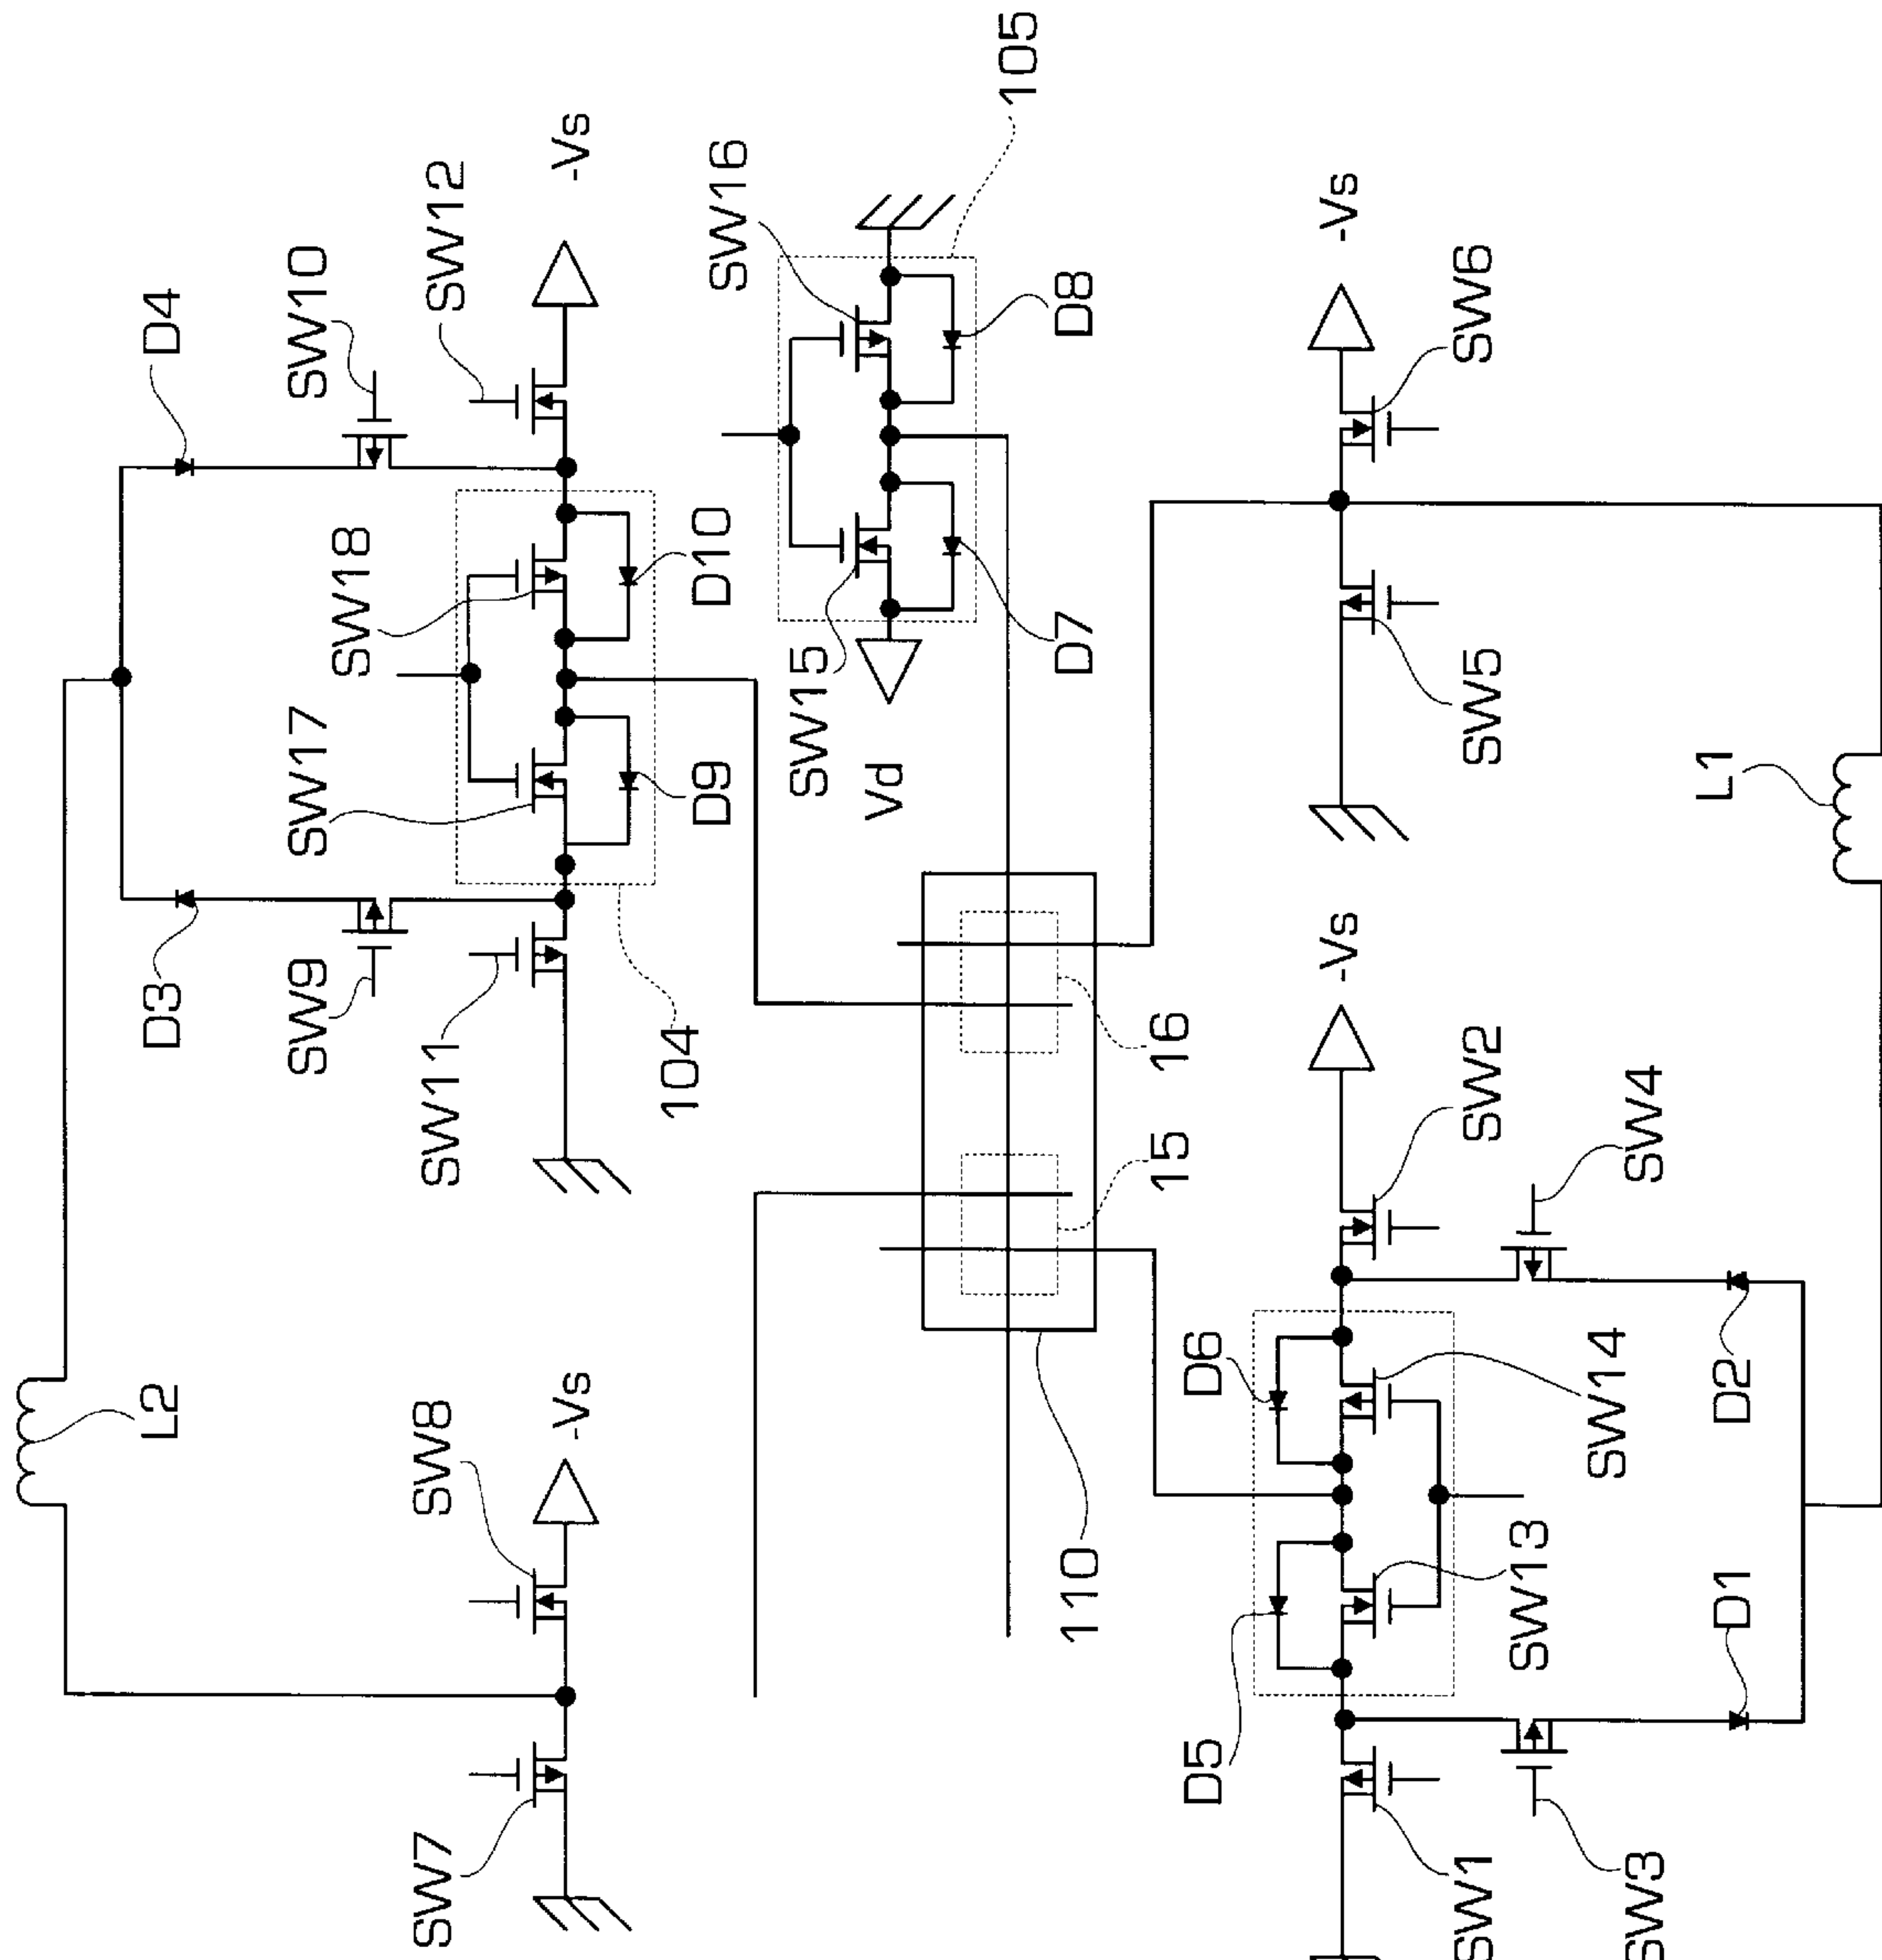 L2
D3
D4
SW9
SW10
SW7
SW8
-Vs
SW11
SW17
SW18
SW12
-Vs
104
D9
D10
SW15
SW16
Vd
D7
D8
105
110
15
16
D5
D6
-Vs
-Vs
SW1
SW13
SW14
SW2
SW5
SW6
SW3
SW4
D1
D2
L1